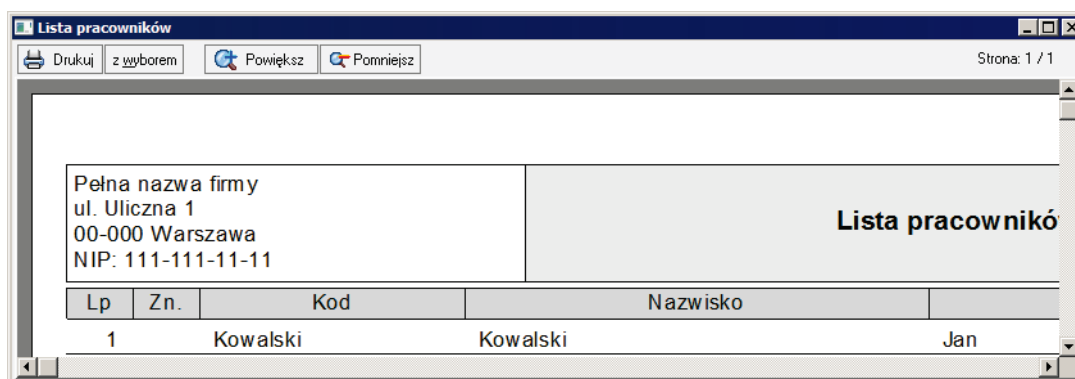 Lista pracowników
Drukuj z wyborem Powiększ Pomniejsz Strona: 1 / 1
Pełna nazwa firmy
ul. Uliczna 1
00-000 Warszawa
NIP: 111-111-11-11
Lista pracownikó
Lp Zn. Kod Nazwisko
1 Kowalski Kowalski Jan